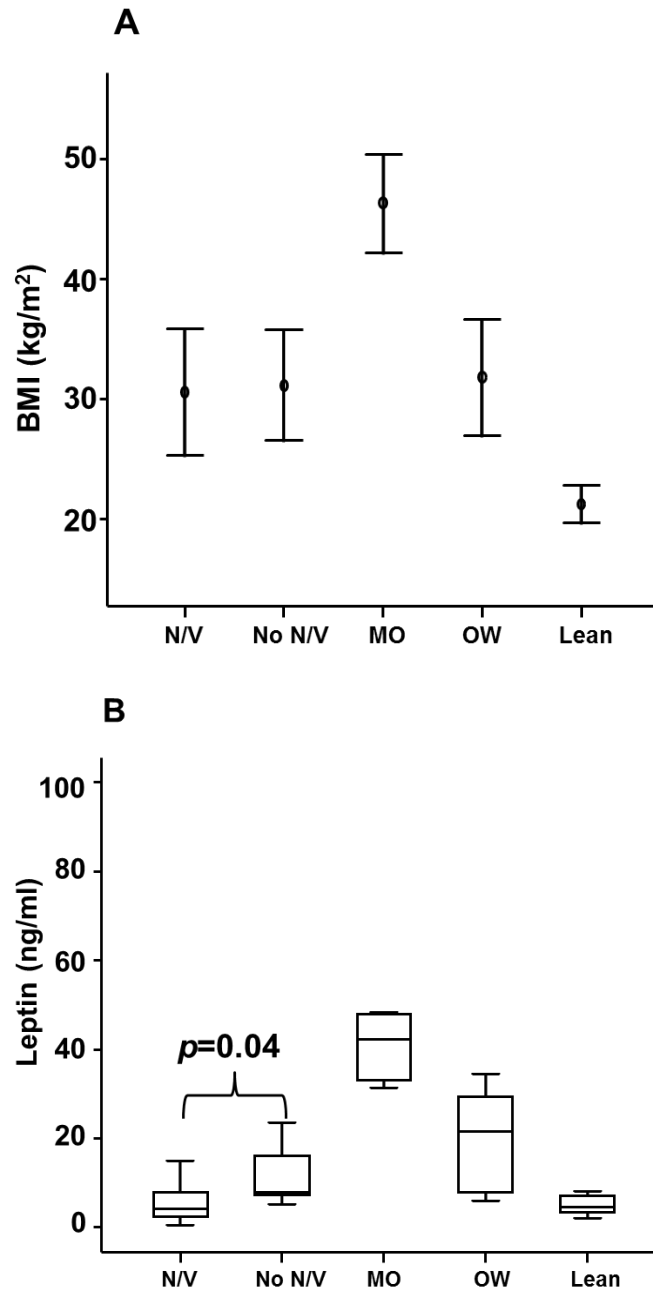 A
50
40
30
20
BMI (kg/m²)
N/V No N/V MO OW Lean
B
100
80
60
40
20
0
Leptin (ng/ml)
p=0.04
N/V No N/V MO OW Lean